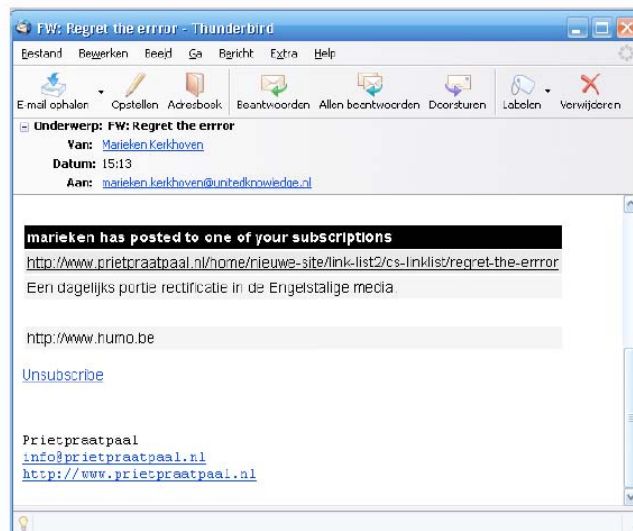 FW: Regret the errror - Thunderbird
Bestand Bewerken Beeld Ga Bericht Extra Help
E-mail ophalen Opstellen Adresboek Beantwoorden Allen beantwoorden Doorsturen Labelen Verwijderen
Onderwerp: FW: Regret the errror
Van: Marieken Kerkhoven
Datum: 15:13
Aan: marieken.kerkhoven@unitedknowledge.nl
marieken has posted to one of your subscriptions
http://www.prietpraatpaal.nl/home/nieuwe-site/link-list2/cs-linklist/regret-the-errror
Een dagelijks portie rectificatie in de Engelstalige media
http://www.humo.be
Unsubscribe
Prietpraatpaal
info@prietpraatpaal.nl
http://www.prietpraatpaal.nl